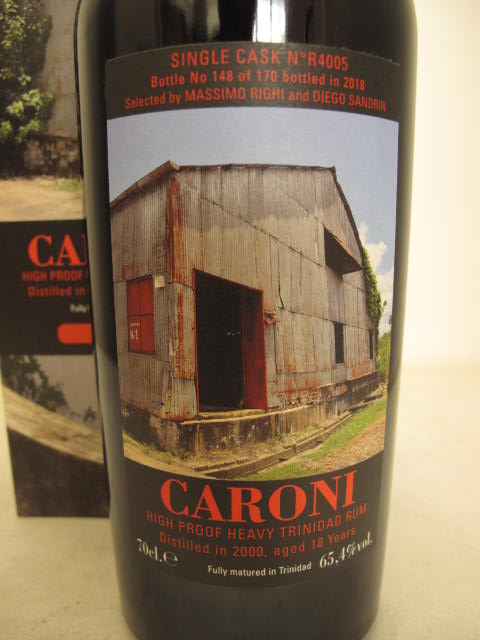 SINGLE CASK N°R4005
Bottle No 148 of 170 bottled in 2018
Selected by MASSIMO RIGHI and DIEGO SANDRIN
CARONI
HIGH PROOF HEAVY TRINIDAD RUM
Distilled in 2000, aged 18 Years
70cl. ℮
65,4%vol.
Fully matured in Trinidad
CA
HIGH PROOF
Distilled in
Fully